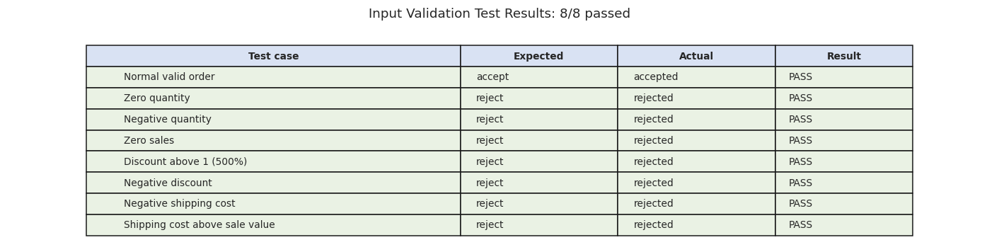 Input Validation Test Results: 8/8 passed
Test case Expected Actual Result
Normal valid order accept accepted PASS
Zero quantity reject rejected PASS
Negative quantity reject rejected PASS
Zero sales reject rejected PASS
Discount above 1 (500%) reject rejected PASS
Negative discount reject rejected PASS
Negative shipping cost reject rejected PASS
Shipping cost above sale value reject rejected PASS